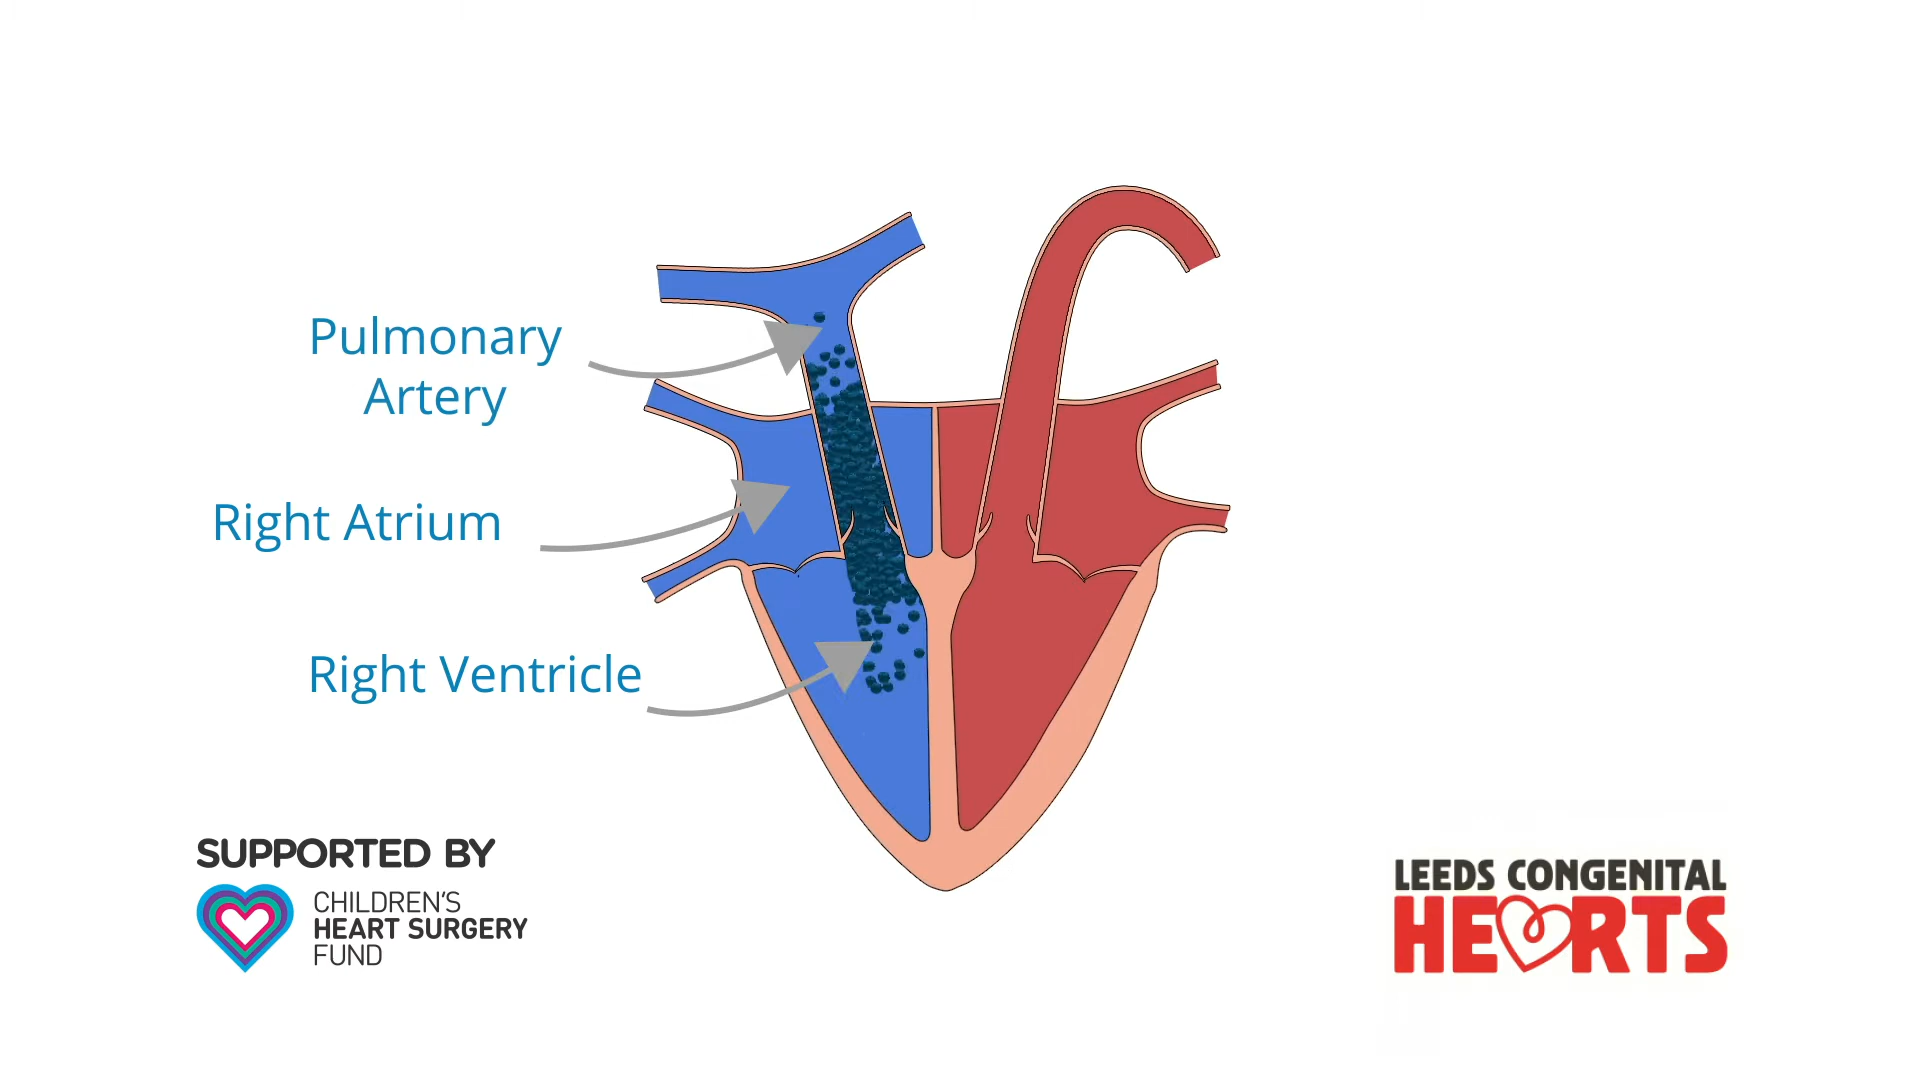 Pulmonary
Artery
Right Atrium
Right Ventricle
SUPPORTED BY
CHILDREN'S
HEART SURGERY
FUND
LEEDS CONGENITAL
HEARTS